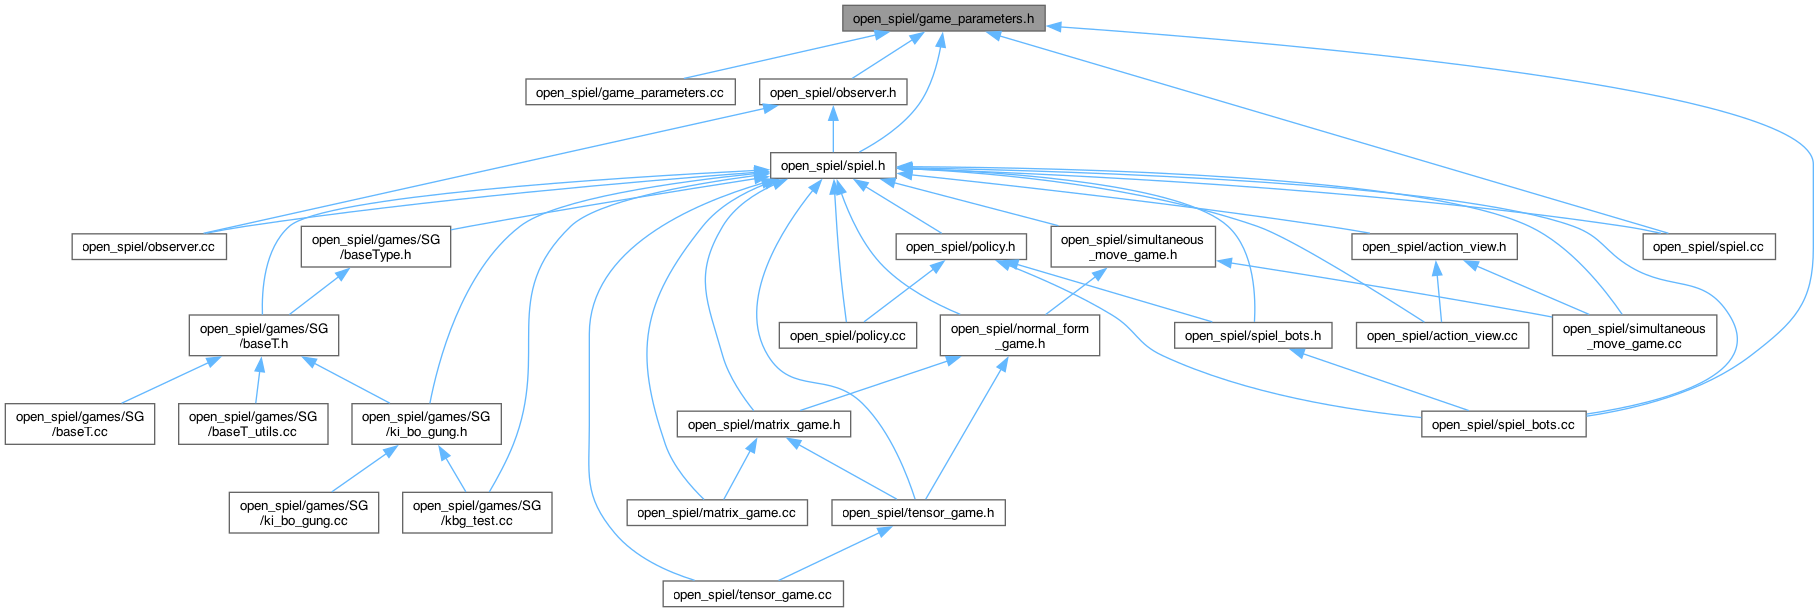 open_spiel/game_parameters.h
open_spiel/game_parameters.cc
open_spiel/observer.h
open_spiel/spiel.h
open_spiel/observer.cc
open_spiel/games/SG
/baseType.h
open_spiel/policy.h
open_spiel/simultaneous
_move_game.h
open_spiel/action_view.h
open_spiel/spiel.cc
open_spiel/games/SG
/baseT.h
open_spiel/policy.cc
open_spiel/normal_form
_game.h
open_spiel/spiel_bots.h
open_spiel/action_view.cc
open_spiel/simultaneous
_move_game.cc
open_spiel/games/SG
/baseT.cc
open_spiel/games/SG
/baseT_utils.cc
open_spiel/games/SG
/ki_bo_gung.h
open_spiel/matrix_game.h
open_spiel/spiel_bots.cc
open_spiel/games/SG
/ki_bo_gung.cc
open_spiel/games/SG
/kbg_test.cc
open_spiel/matrix_game.cc
open_spiel/tensor_game.h
open_spiel/tensor_game.cc